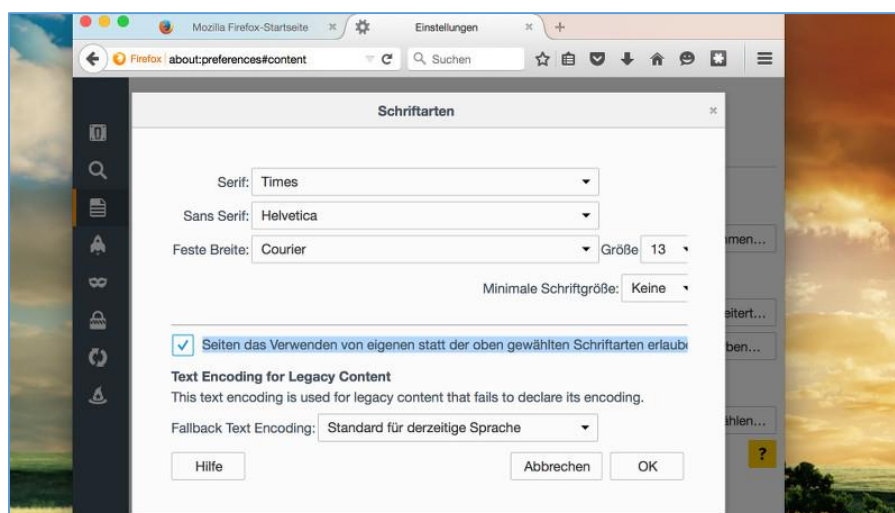 Mozilla Firefox-Startseite
Einstellungen
Firefox about:preferences#content
Suchen
Schriftarten
Serif: Times
Sans Serif: Helvetica
Feste Breite: Courier Größe 13
men...
Minimale Schriftgröße: Keine
eitert...
Seiten das Verwenden von eigenen statt der oben gewählten Schriftarten erlaube
ben...
Text Encoding for Legacy Content
This text encoding is used for legacy content that fails to declare its encoding.
Fallback Text Encoding: Standard für derzeitige Sprache
ählen...
?
Hilfe Abbrechen OK